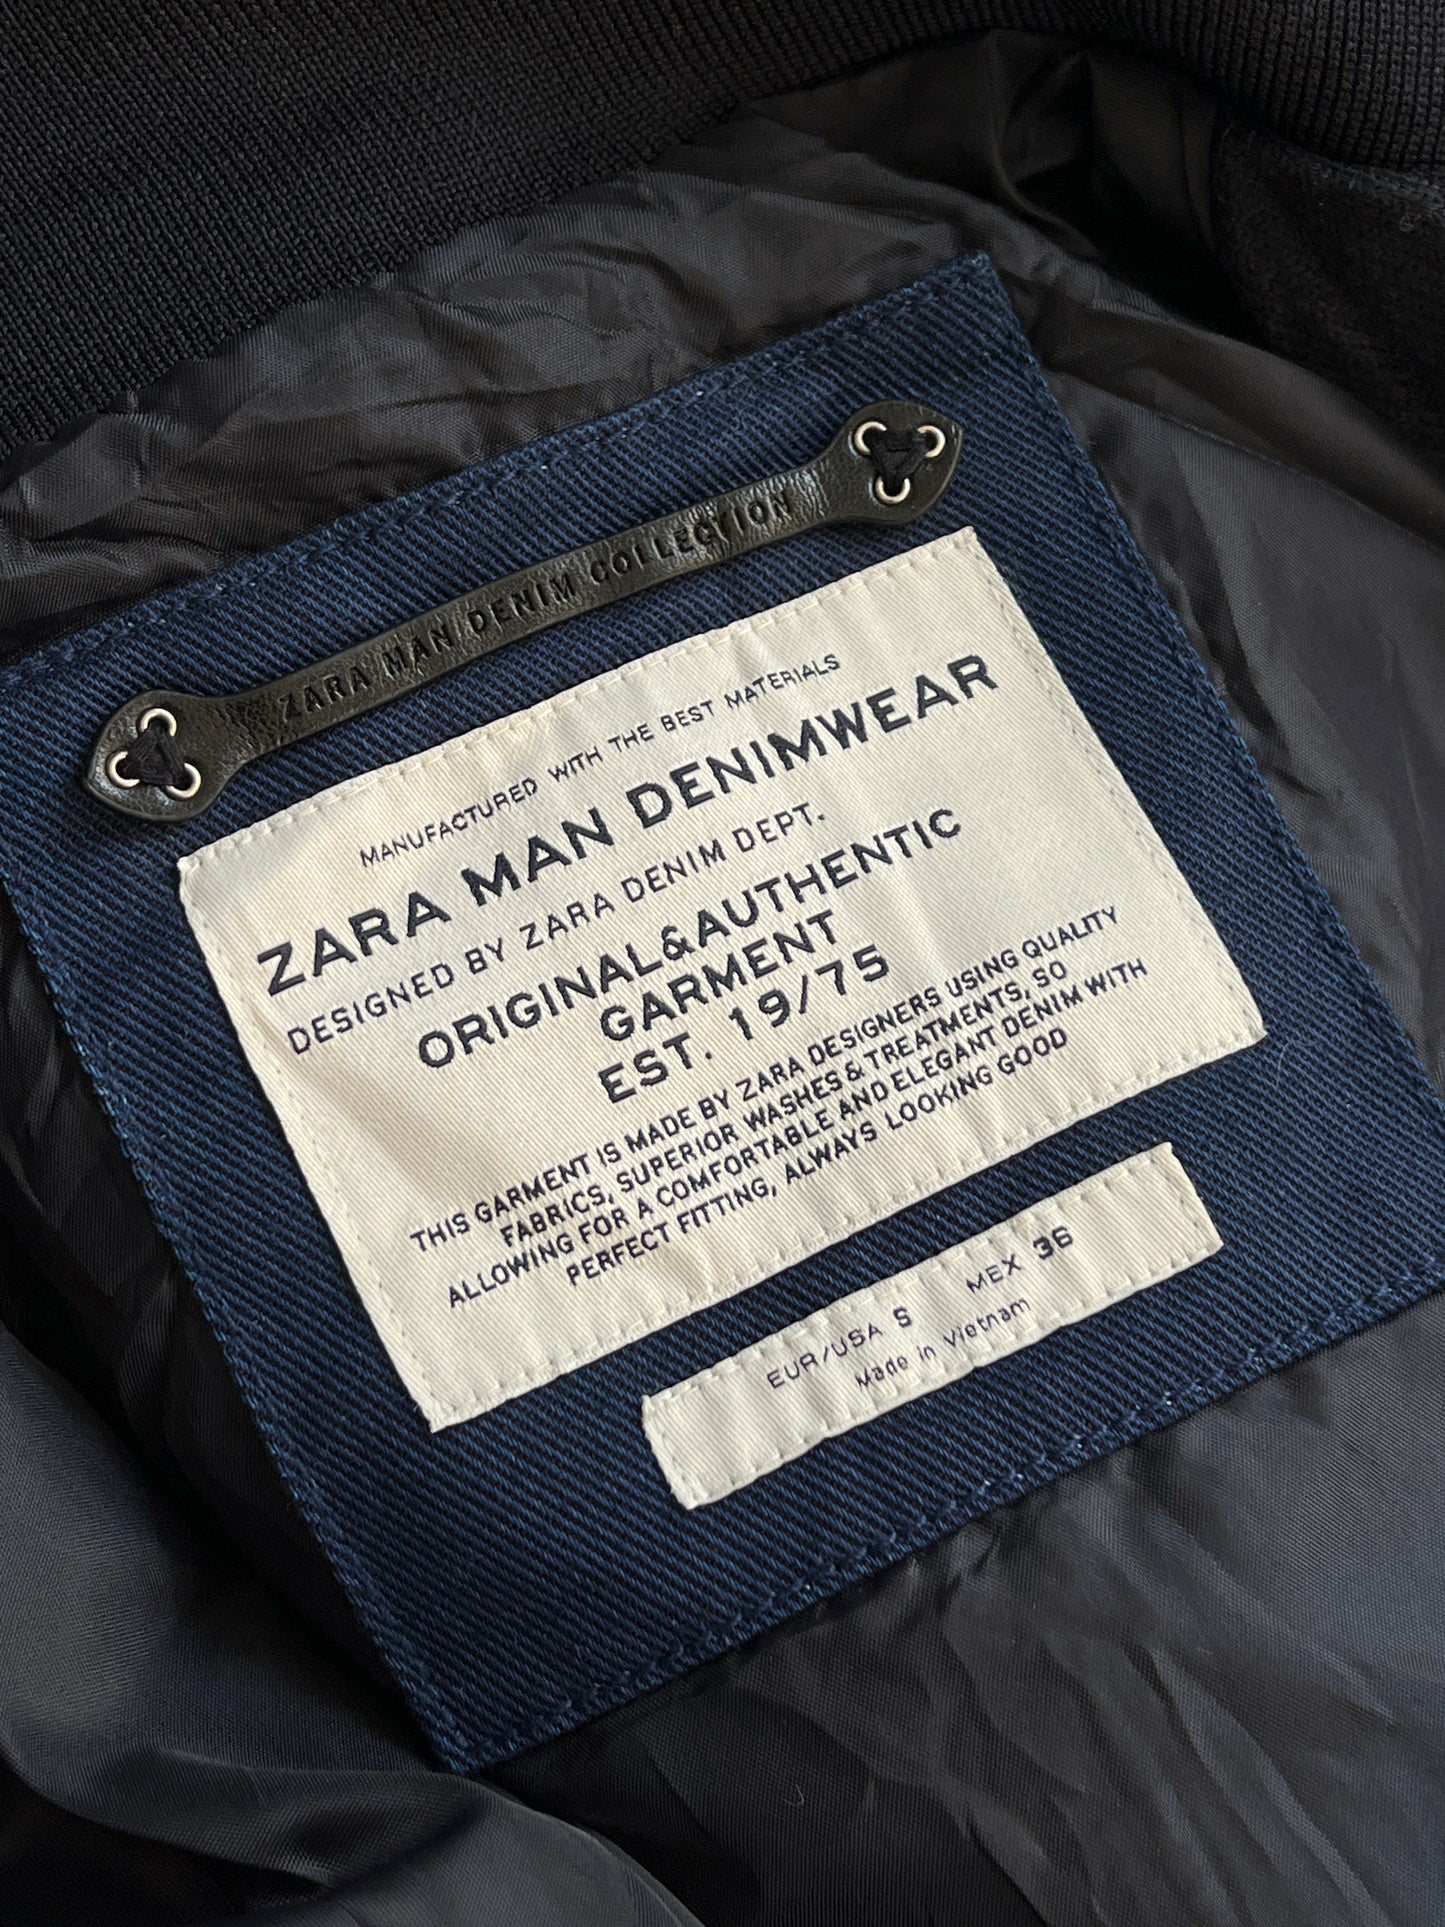 ZARA MAN DENIM COLLECTION
MANUFACTURED WITH THE BEST MATERIALS
ZARA MAN DENIMWEAR
DESIGNED BY ZARA DENIM DEPT.
ORIGINAL&AUTHENTIC
GARMENT
EST. 19/75
THIS GARMENT IS MADE BY ZARA DESIGNERS USING QUALITY
FABRICS, SUPERIOR WASHES & TREATMENTS, SO
ALLOWING FOR A COMFORTABLE AND ELEGANT DENIM WITH
PERFECT FITTING, ALWAYS LOOKING GOOD
EUR/USA S MEX 36
Made in Vietnam